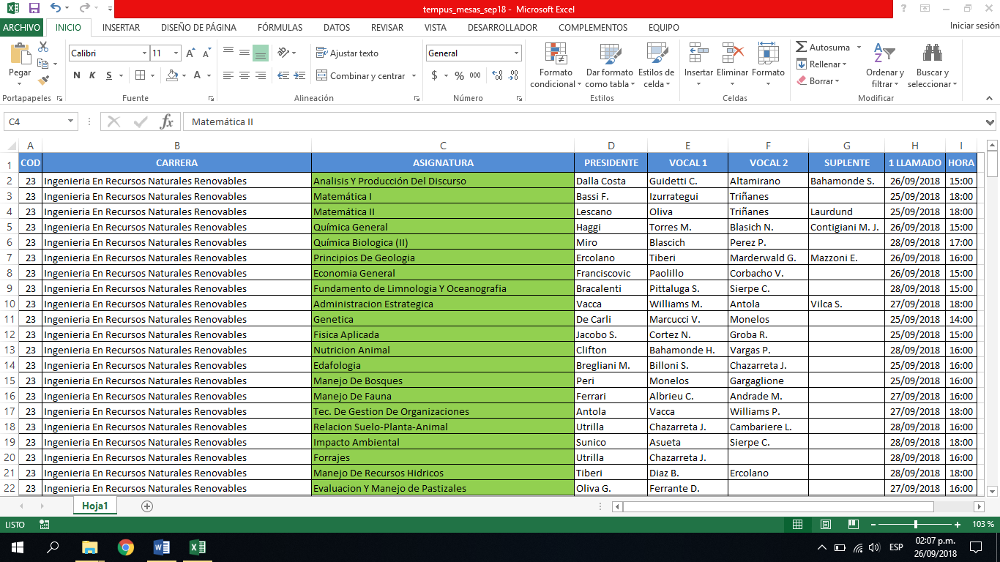 tempus_mesas_sep18 - Microsoft Excel
ARCHIVO INICIO INSERTAR DISEÑO DE PÁGINA FÓRMULAS DATOS REVISAR VISTA DESARROLLADOR COMPLEMENTOS EQUIPO Iniciar sesión
Pegar
Portapapeles
Calibri 11
N K S
Fuente
Ajustar texto
Combinar y centrar
Alineación
General
$ % 000
Número
Formato condicional
Dar formato como tabla
Estilos de celda
Estilos
Insertar Eliminar Formato
Celdas
Autosuma
Rellenar
Borrar
Ordenar y filtrar
Buscar y seleccionar
Modificar
C4 fx Matemática II
A B C D E F G H I
1 COD CARRERA ASIGNATURA PRESIDENTE VOCAL 1 VOCAL 2 SUPLENTE 1 LLAMADO HORA
2 23 Ingenieria En Recursos Naturales Renovables Analisis Y Producción Del Discurso Dalla Costa Guidetti C. Altamirano Bahamonde S. 26/09/2018 15:00
3 23 Ingenieria En Recursos Naturales Renovables Matemática I Bassi F. Izurrategui Triñanes 25/09/2018 18:00
4 23 Ingenieria En Recursos Naturales Renovables Matemática II Lescano Oliva Triñanes Laurdund 25/09/2018 18:00
5 23 Ingenieria En Recursos Naturales Renovables Química General Haggi Torres M. Blasich N. Contigiani M. J. 26/09/2018 15:00
6 23 Ingenieria En Recursos Naturales Renovables Química Biologica (II) Miro Blascich Perez P. 28/09/2018 17:00
7 23 Ingenieria En Recursos Naturales Renovables Principios De Geologia Ercolano Tiberi Marderwald G. Mazzoni E. 26/09/2018 16:00
8 23 Ingenieria En Recursos Naturales Renovables Economia General Franciscovic Paolillo Corbacho V. 26/09/2018 15:00
9 23 Ingenieria En Recursos Naturales Renovables Fundamento de Limnologia Y Oceanografia Bracalenti Pittaluga S. Sierpe C. 28/09/2018 15:00
10 23 Ingenieria En Recursos Naturales Renovables Administracion Estrategica Vacca Williams M. Antola Vilca S. 27/09/2018 18:00
11 23 Ingenieria En Recursos Naturales Renovables Genetica De Carli Marcucci V. Monelos 25/09/2018 14:00
12 23 Ingenieria En Recursos Naturales Renovables Fisica Aplicada Jacobo S. Cortez N. Groba R. 25/09/2018 15:00
13 23 Ingenieria En Recursos Naturales Renovables Nutricion Animal Clifton Bahamonde H. Vargas P. 28/09/2018 16:00
14 23 Ingenieria En Recursos Naturales Renovables Edafologia Bregliani M. Billoni S. Chazarreta J. 25/09/2018 16:00
15 23 Ingenieria En Recursos Naturales Renovables Manejo De Bosques Peri Monelos Gargaglione 25/09/2018 16:00
16 23 Ingenieria En Recursos Naturales Renovables Manejo De Fauna Ferrari Albrieu C. Andrade M. 27/09/2018 16:00
17 23 Ingenieria En Recursos Naturales Renovables Tec. De Gestion De Organizaciones Antola Vacca Williams P. 27/09/2018 18:00
18 23 Ingenieria En Recursos Naturales Renovables Relacion Suelo-Planta-Animal Utrilla Chazarreta J. Cambariere L. 28/09/2018 16:00
19 23 Ingenieria En Recursos Naturales Renovables Impacto Ambiental Sunico Asueta Sierpe C. 28/09/2018 18:00
20 23 Ingenieria En Recursos Naturales Renovables Forrajes Utrilla Chazarreta J. 28/09/2018 16:00
21 23 Ingenieria En Recursos Naturales Renovables Manejo De Recursos Hidricos Tiberi Diaz B. Ercolano 28/09/2018 18:00
22 23 Ingenieria En Recursos Naturales Renovables Evaluacion Y Manejo de Pastizales Oliva G. Ferrante D. 27/09/2018 16:00
Hoja1
LISTO 103 %
ESP 02:07 p.m.
26/09/2018